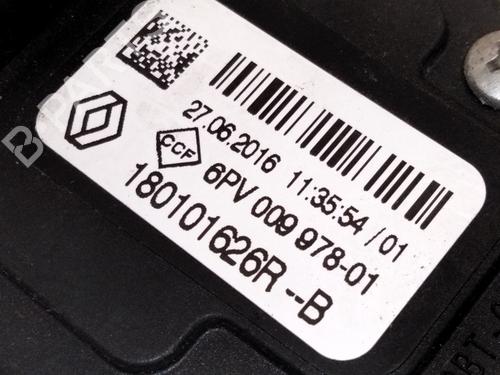 27.06.2016 11:35:54 / 01
CCF
6PV 009 978-01
180101626R--B